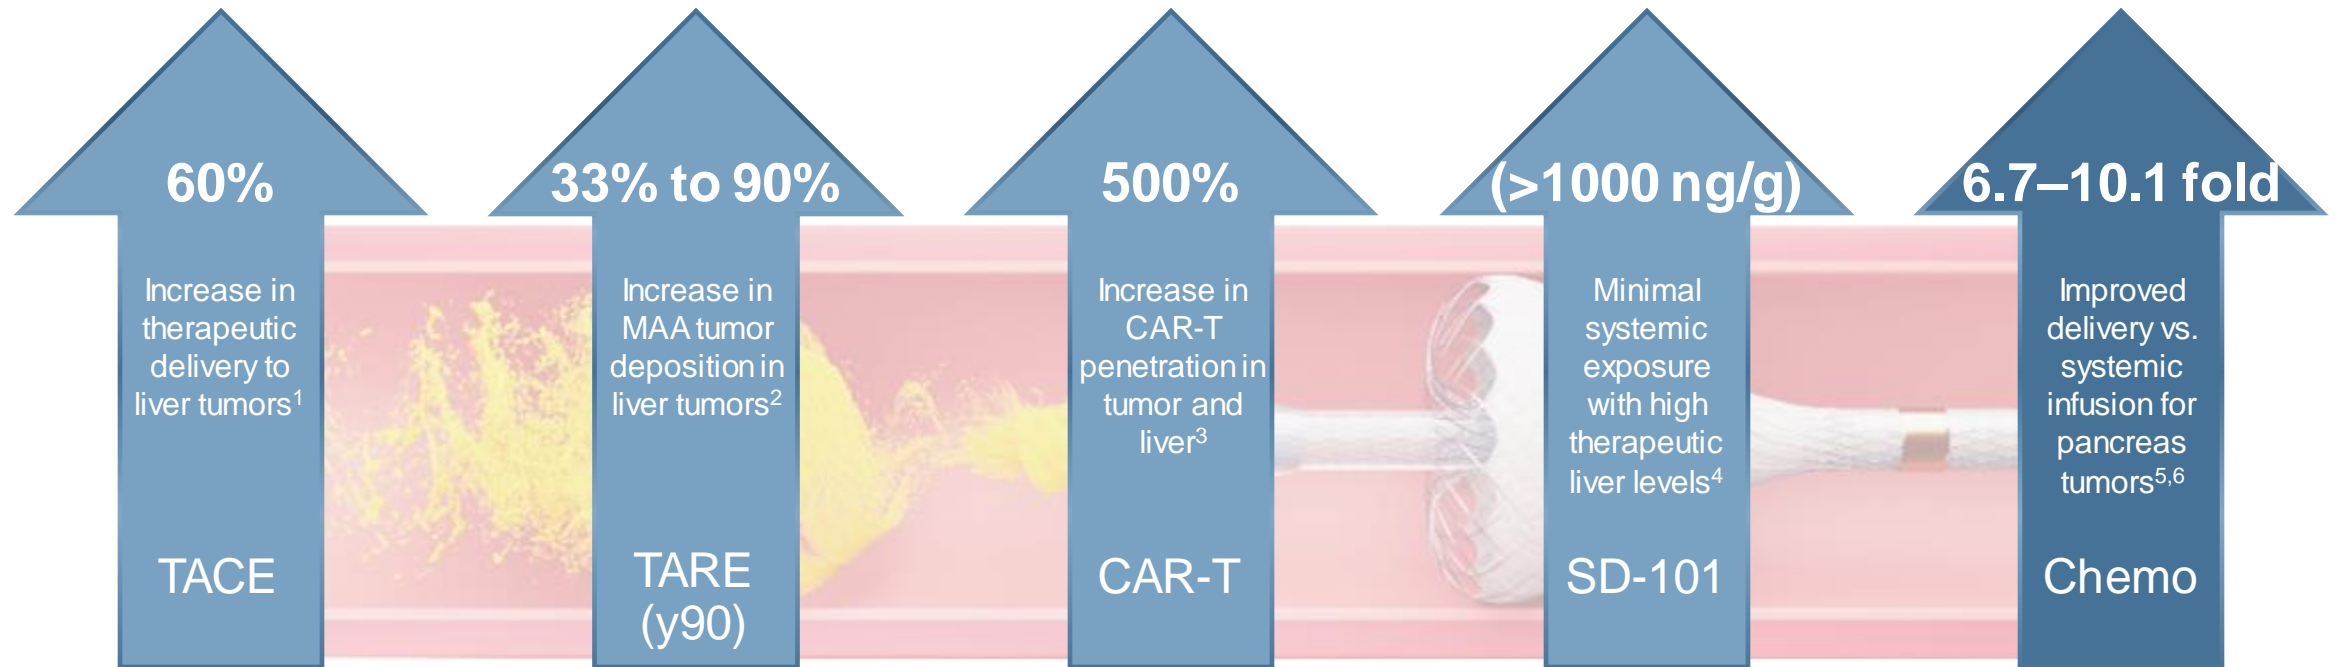 60%
Increase in
therapeutic
delivery to
liver tumors¹
TACE
33% to 90%
Increase in
MAA tumor
deposition in
liver tumors²
TARE
(y90)
500%
Increase in
CAR-T
penetration in
tumor and
liver³
CAR-T
(>1000 ng/g)
Minimal
systemic
exposure
with high
therapeutic
liver levels⁴
SD-101
6.7–10.1 fold
Improved
delivery vs.
systemic
infusion for
pancreas
tumors⁵,⁶
Chemo